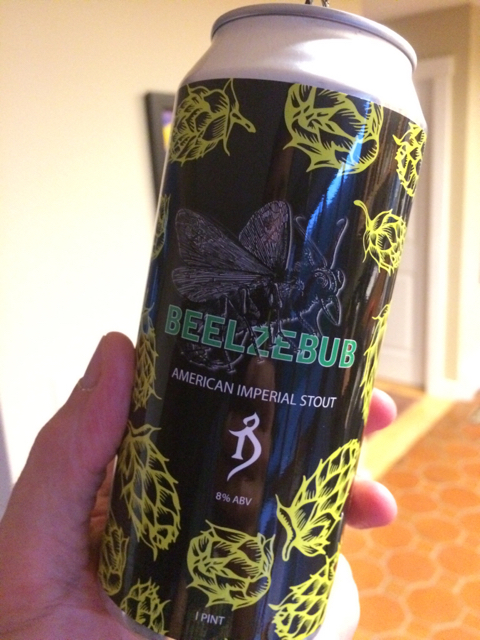 BEELZEBUB
AMERICAN IMPERIAL STOUT
8% ABV
1 PINT